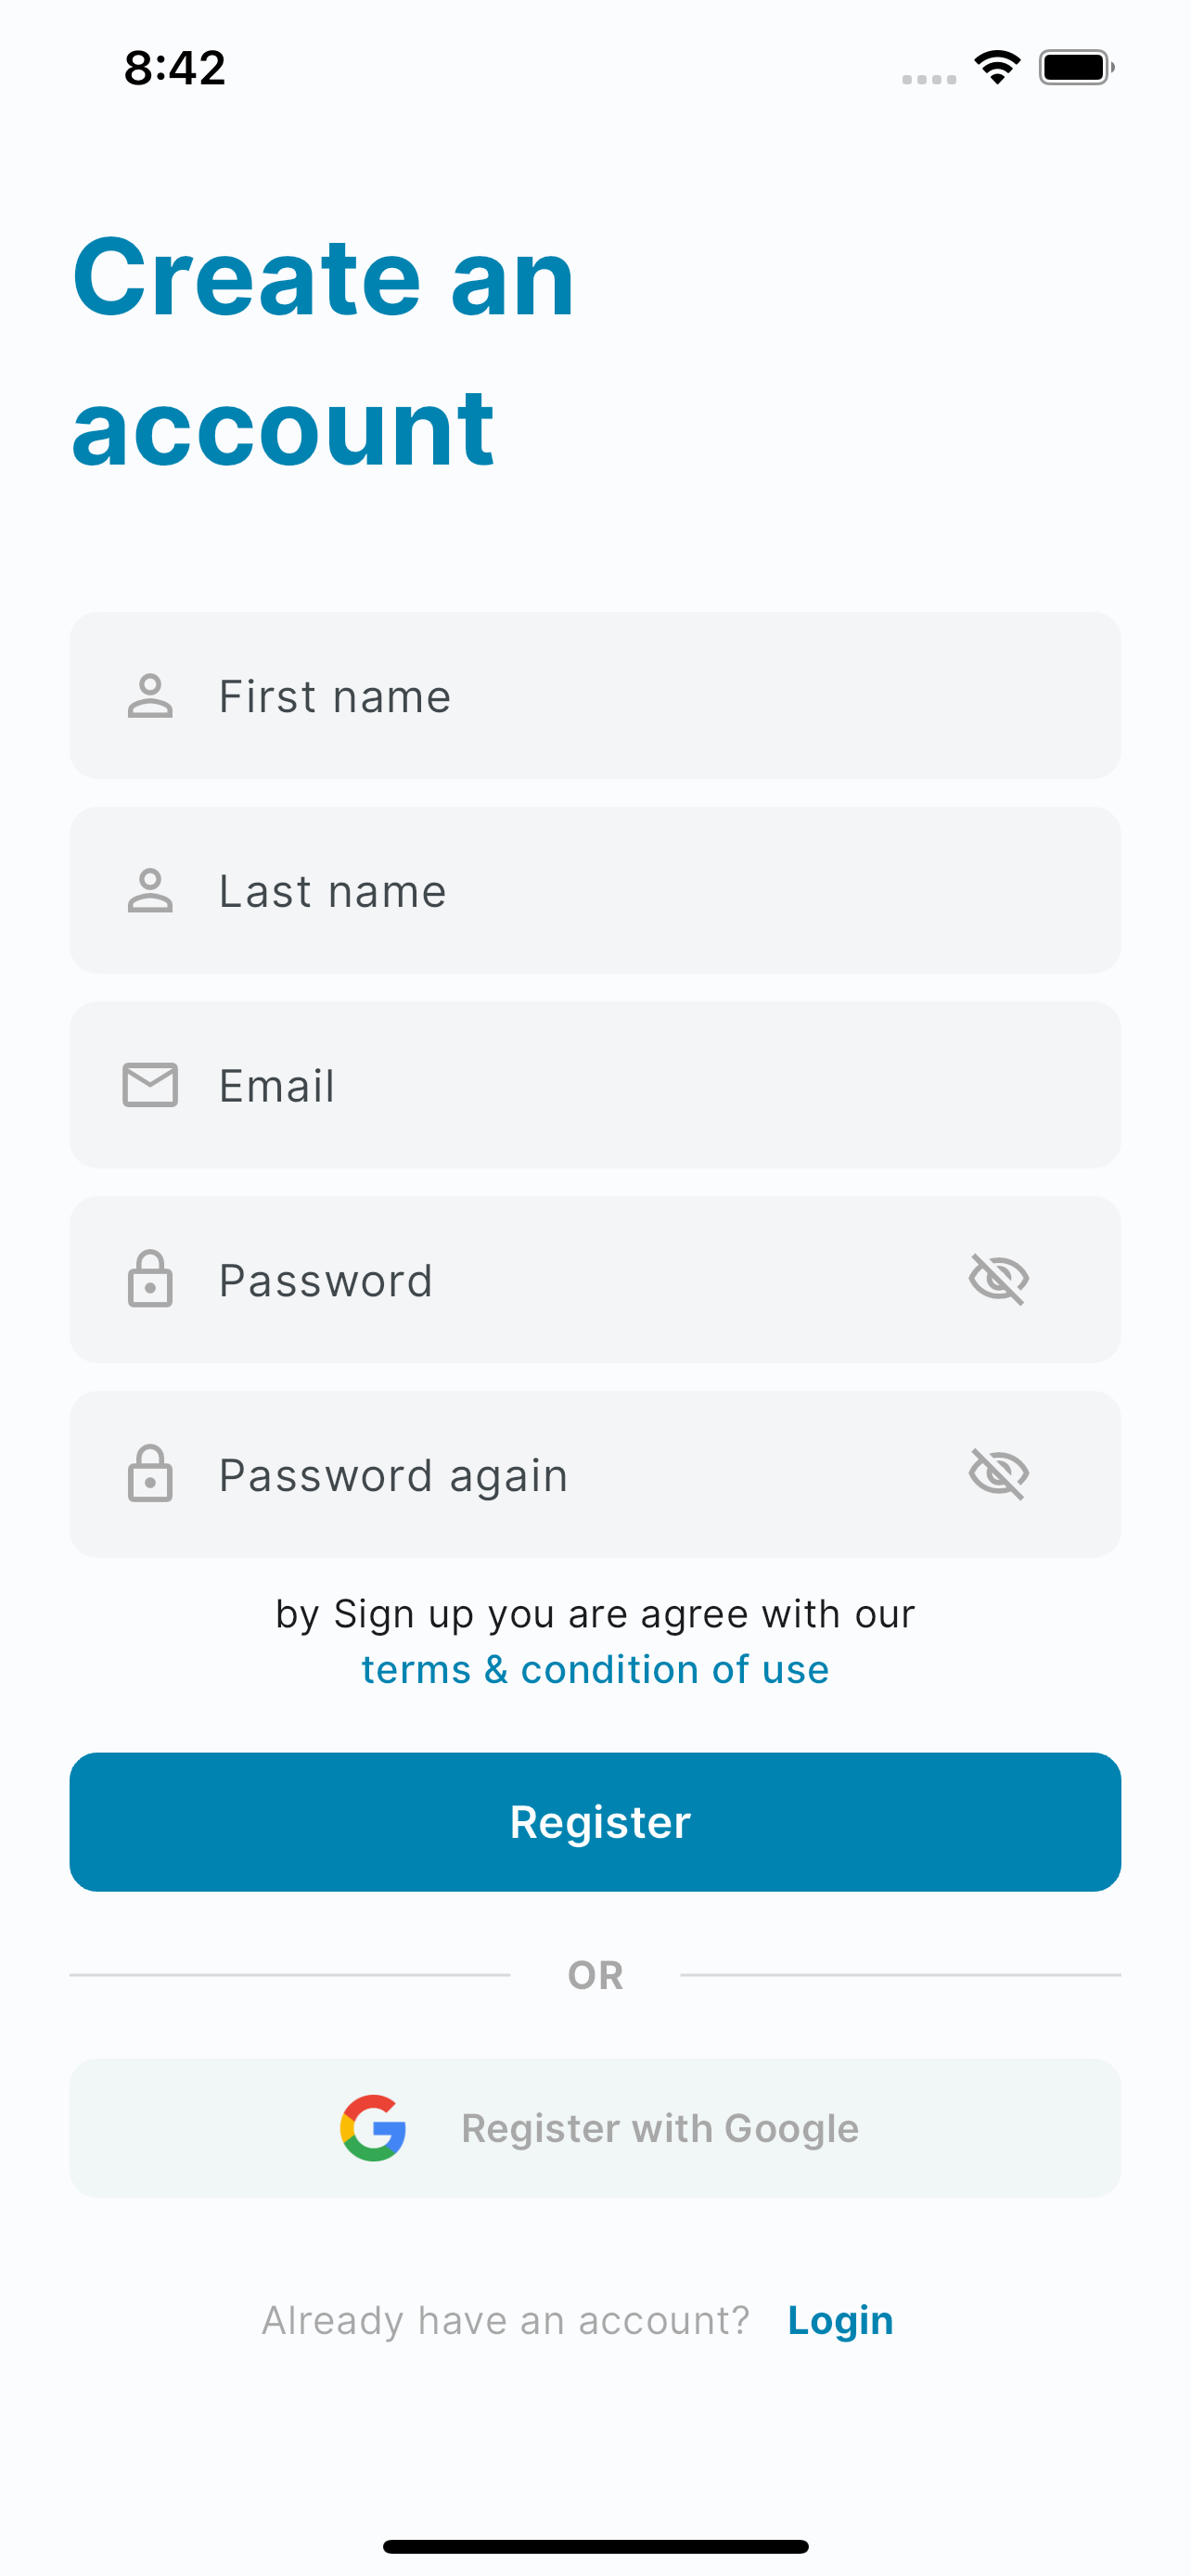 8:42
Create an
account
First name
Last name
Email
Password
Password again
by Sign up you are agree with our
terms & condition of use
Register
OR
Register with Google
Already have an account? Login